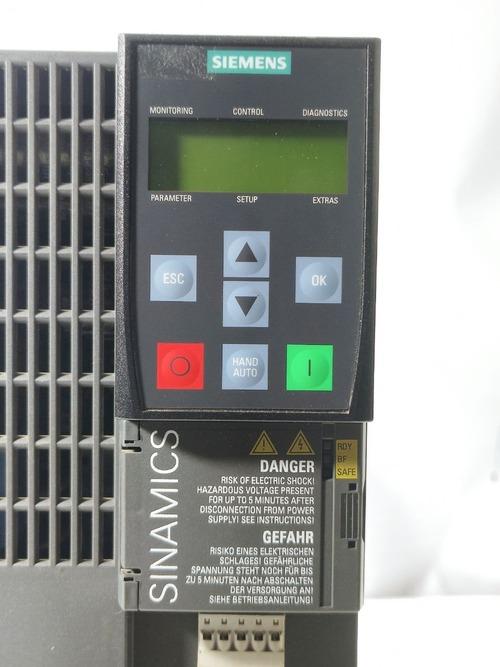 SIEMENS
MONITORING CONTROL DIAGNOSTICS
PARAMETER SETUP EXTRAS
ESC
OK
HAND
AUTO
I
SINAMICS
RDY
BF
SAFE
DANGER
RISK OF ELECTRIC SHOCK!
HAZARDOUS VOLTAGE PRESENT
FOR UP TO 5 MINUTES AFTER
DISCONNECTION FROM POWER
SUPPLY! SEE INSTRUCTIONS!
GEFAHR
RISIKO EINES ELEKTRISCHEN
SCHLAGES! GEFÄHRLICHE
SPANNUNG STEHT NOCH FÜR BIS
ZU 5 MINUTEN NACH ABSCHALTEN
DER VERSORGUNG AN!
SIEHE BETRIEBSANLEITUNG!